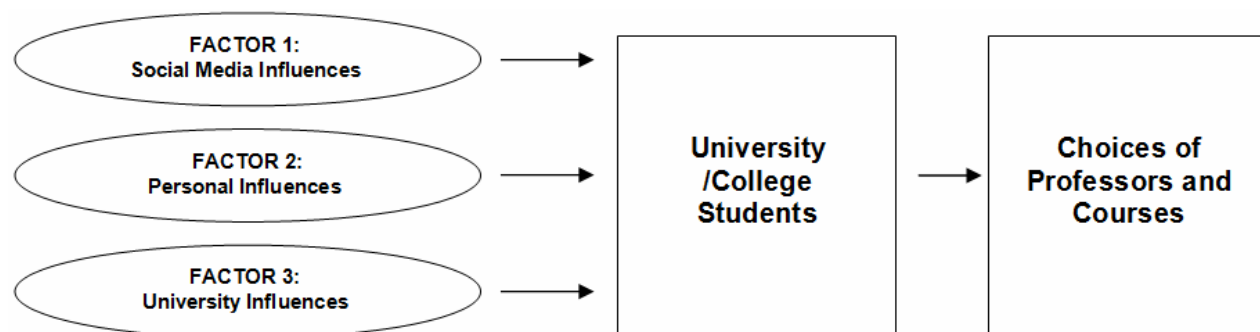 FACTOR 1:
Social Media Influences
FACTOR 2:
Personal Influences
FACTOR 3:
University Influences
University
/College
Students
Choices of
Professors and
Courses